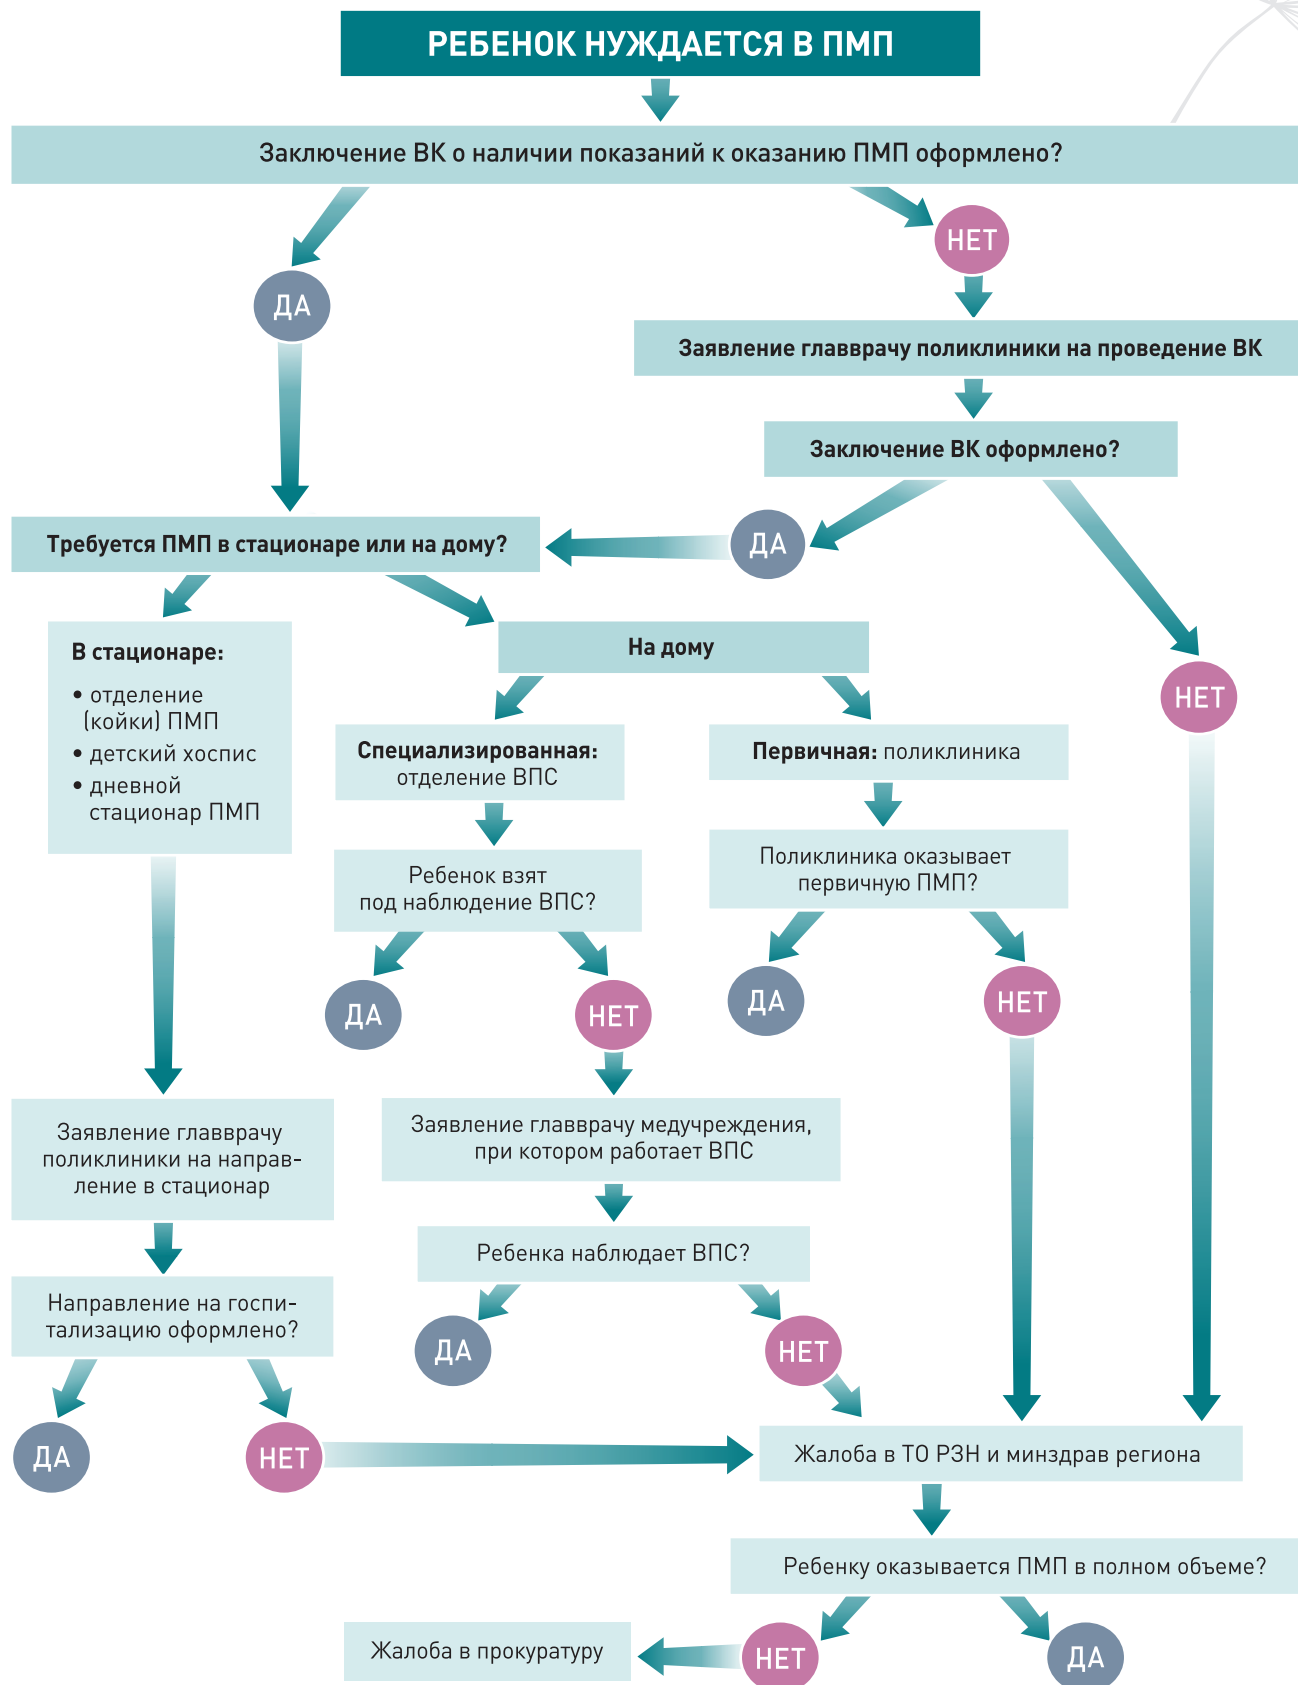 РЕБЕНОК НУЖДАЕТСЯ В ПМП
Заключение ВК о наличии показаний к оказанию ПМП оформлено?
НЕТ
ДА
Заявление главврачу поликлиники на проведение ВК
Заключение ВК оформлено?
Требуется ПМП в стационаре или на дому?
ДА
В стационаре:
• отделение
(койки) ПМП
• детский хоспис
• дневной
стационар ПМП
На дому
НЕТ
Специализированная:
отделение ВПС
Первичная: поликлиника
Ребенок взят
под наблюдение ВПС?
Поликлиника оказывает
первичную ПМП?
ДА
НЕТ
ДА
НЕТ
Заявление главврачу
поликлиники на направ-
ление в стационар
Заявление главврачу медучреждения,
при котором работает ВПС
Ребенка наблюдает ВПС?
Направление на госпи-
тализацию оформлено?
ДА
НЕТ
ДА
НЕТ
Жалоба в ТО РЗН и минздрав региона
Ребенку оказывается ПМП в полном объеме?
Жалоба в прокуратуру
НЕТ
ДА